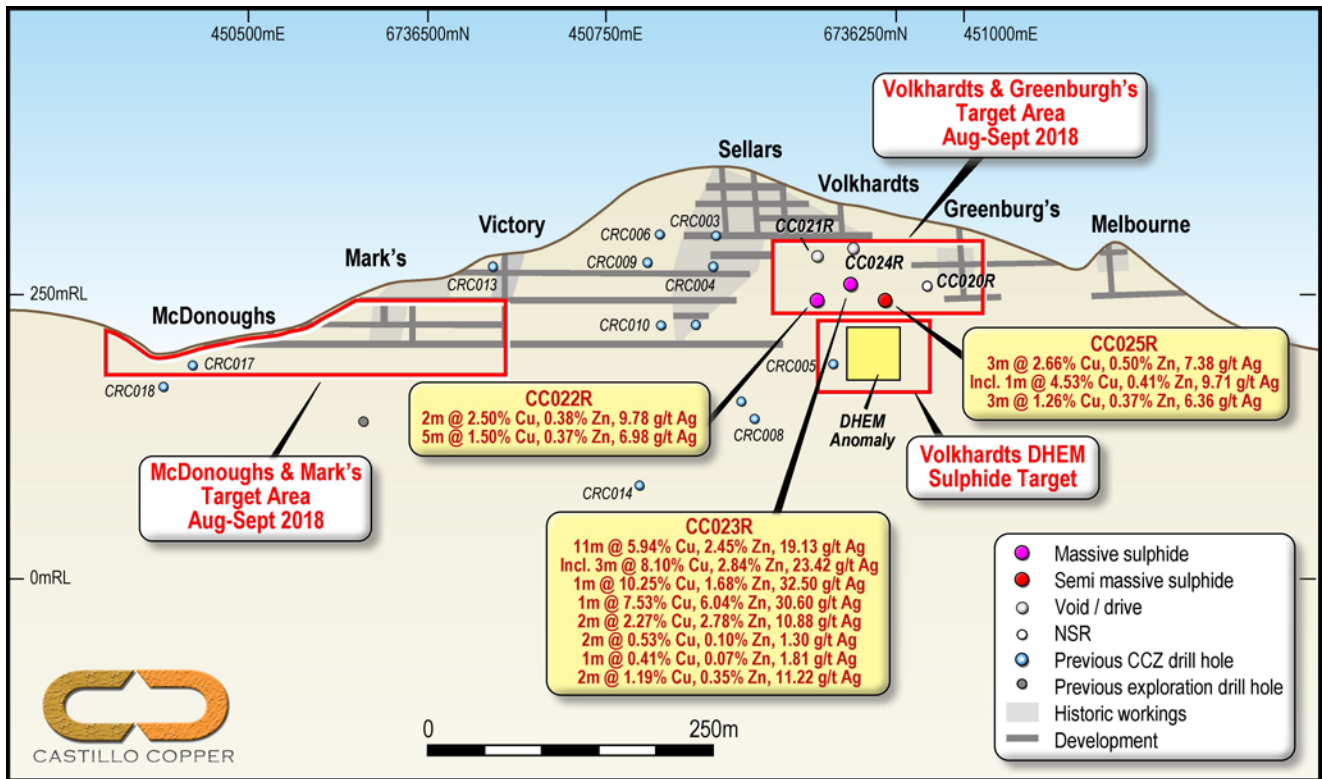 450500mE
6736500mN
450750mE
6736250mN
451000mE
Volkhardts & Greenburgh's
Target Area
Aug-Sept 2018
Sellars
Volkhardts
Greenburg's
Melbourne
Victory
Mark's
McDonoughs
CRC003
CRC006
CC021R
CRC009
CC024R
CRC013
CRC004
CC020R
250mRL
CRC010
CRC017
CRC005
CRC018
DHEM
Anomaly
CRC008
CRC014
CC025R
3m @ 2.66% Cu, 0.50% Zn, 7.38 g/t Ag
Incl. 1m @ 4.53% Cu, 0.41% Zn, 9.71 g/t Ag
3m @ 1.26% Cu, 0.37% Zn, 6.36 g/t Ag
CC022R
2m @ 2.50% Cu, 0.38% Zn, 9.78 g/t Ag
5m @ 1.50% Cu, 0.37% Zn, 6.98 g/t Ag
Volkhardts DHEM
Sulphide Target
McDonoughs & Mark's
Target Area
Aug-Sept 2018
CC023R
11m @ 5.94% Cu, 2.45% Zn, 19.13 g/t Ag
Incl. 3m @ 8.10% Cu, 2.84% Zn, 23.42 g/t Ag
1m @ 10.25% Cu, 1.68% Zn, 32.50 g/t Ag
1m @ 7.53% Cu, 6.04% Zn, 30.60 g/t Ag
2m @ 2.27% Cu, 2.78% Zn, 10.88 g/t Ag
2m @ 0.53% Cu, 0.10% Zn, 1.30 g/t Ag
1m @ 0.41% Cu, 0.07% Zn, 1.81 g/t Ag
2m @ 1.19% Cu, 0.35% Zn, 11.22 g/t Ag
0mRL
Massive sulphide
Semi massive sulphide
Void / drive
NSR
Previous CCZ drill hole
Previous exploration drill hole
Historic workings
Development
CASTILLO COPPER
0
250m